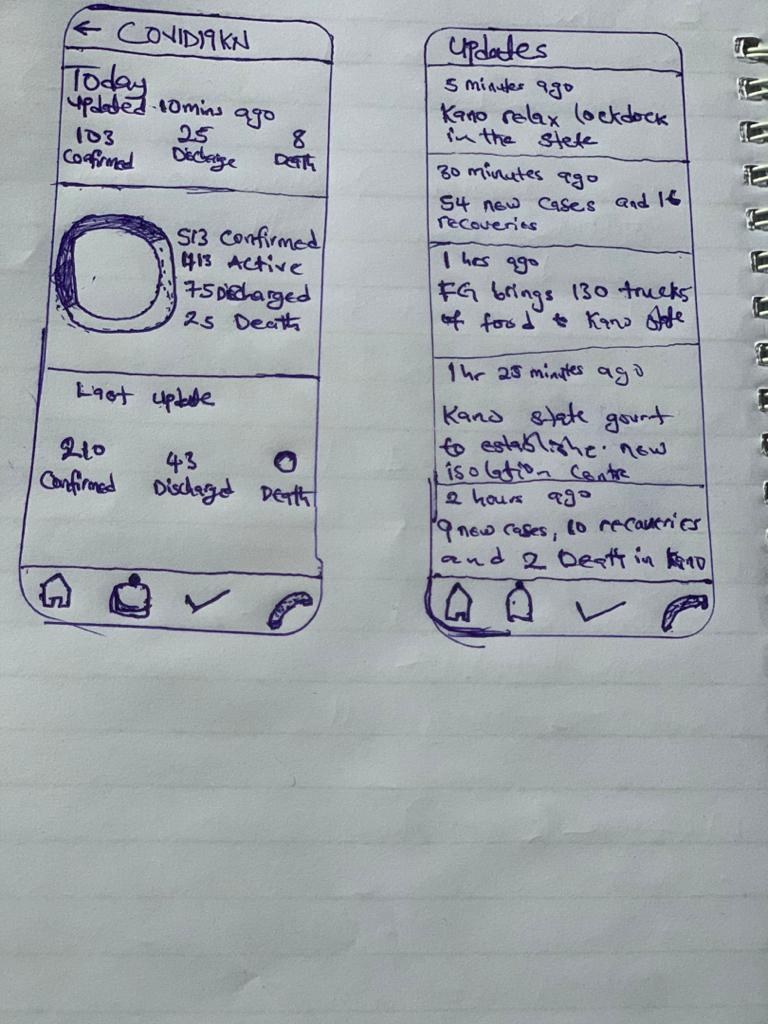 ← COVID19KN
Today
updated 10mins ago
103 25 8
Confirmed Discharge Death
513 Confirmed
413 Active
75 Discharged
25 Death
Last update
210 43 0
Confirmed Discharged Death
updates
5 minutes ago
Kano relax lockdock
in the state
30 minutes ago
54 new cases and 16
recoveries
1 hrs ago
FG brings 130 trucks
of food to Kano state
1hr 25 minutes ago
Kano state govrt
to establishe new
isolation Centre
2 hours ago
9 new cases, 10 recoveries
and 2 Death in Kano